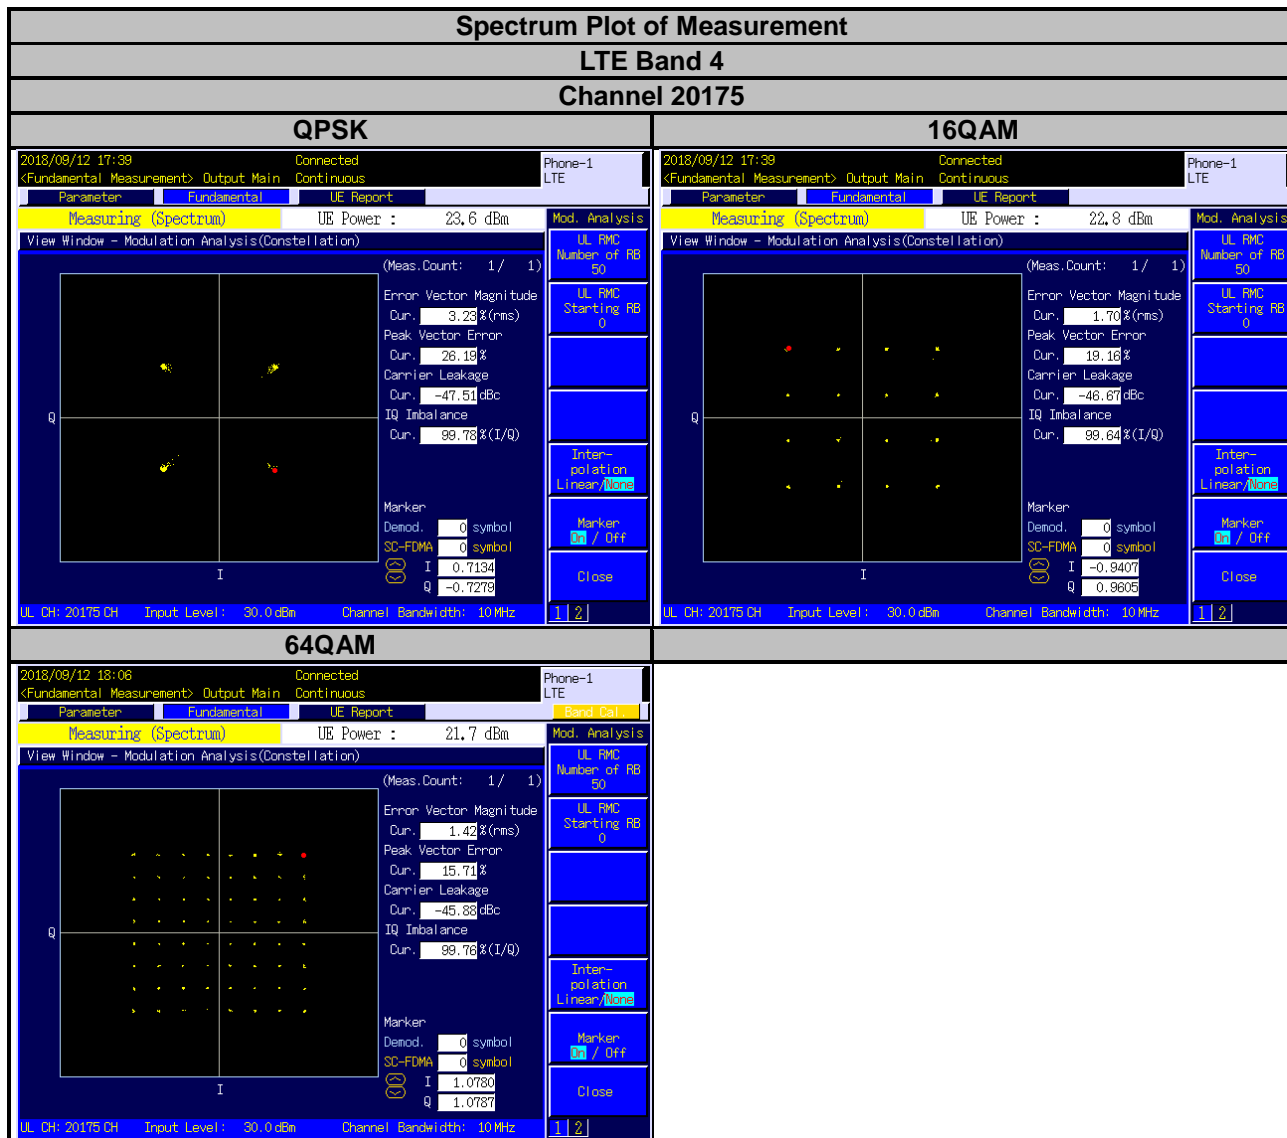 Spectrum Plot of Measurement
LTE Band 4
Channel 20175
QPSK
16QAM
2018/09/12 17:39 Connected Phone-1
<Fundamental Measurement> Output Main Continuous LTE
Parameter Fundamental UE Report
Measuring (Spectrum) UE Power : 23.6 dBm Mod. Analysis
View Window - Modulation Analysis(Constellation)
(Meas.Count: 1/ 1)
Error Vector Magnitude
Cur. 3.23 %(rms)
Peak Vector Error
Cur. 26.19 %
Carrier Leakage
Cur. -47.51 dBc
IQ Imbalance
Cur. 99.78 %(I/Q)
Marker
Demod. 0 symbol
SC-FDMA 0 symbol
I 0.7134
Q -0.7279
Q
I
UL RMC
Number of RB
50
UL RMC
Starting RB
0
Inter-
polation
Linear/None
Marker
On / Off
Close
UL CH: 20175 CH Input Level: 30.0 dBm Channel Bandwidth: 10 MHz 1 2
2018/09/12 17:39 Connected Phone-1
<Fundamental Measurement> Output Main Continuous LTE
Parameter Fundamental UE Report
Measuring (Spectrum) UE Power : 22.8 dBm Mod. Analysis
View Window - Modulation Analysis(Constellation)
(Meas.Count: 1/ 1)
Error Vector Magnitude
Cur. 1.70 %(rms)
Peak Vector Error
Cur. 19.16 %
Carrier Leakage
Cur. -46.67 dBc
IQ Imbalance
Cur. 99.64 %(I/Q)
Marker
Demod. 0 symbol
SC-FDMA 0 symbol
I -0.9407
Q 0.9605
Q
I
UL RMC
Number of RB
50
UL RMC
Starting RB
0
Inter-
polation
Linear/None
Marker
On / Off
Close
UL CH: 20175 CH Input Level: 30.0 dBm Channel Bandwidth: 10 MHz 1 2
64QAM
2018/09/12 18:06 Connected Phone-1
<Fundamental Measurement> Output Main Continuous LTE
Parameter Fundamental UE Report Band Cal.
Measuring (Spectrum) UE Power : 21.7 dBm Mod. Analysis
View Window - Modulation Analysis(Constellation)
(Meas.Count: 1/ 1)
Error Vector Magnitude
Cur. 1.42 %(rms)
Peak Vector Error
Cur. 15.71 %
Carrier Leakage
Cur. -45.88 dBc
IQ Imbalance
Cur. 99.76 %(I/Q)
Marker
Demod. 0 symbol
SC-FDMA 0 symbol
I 1.0780
Q 1.0787
Q
I
UL RMC
Number of RB
50
UL RMC
Starting RB
0
Inter-
polation
Linear/None
Marker
On / Off
Close
UL CH: 20175 CH Input Level: 30.0 dBm Channel Bandwidth: 10 MHz 1 2